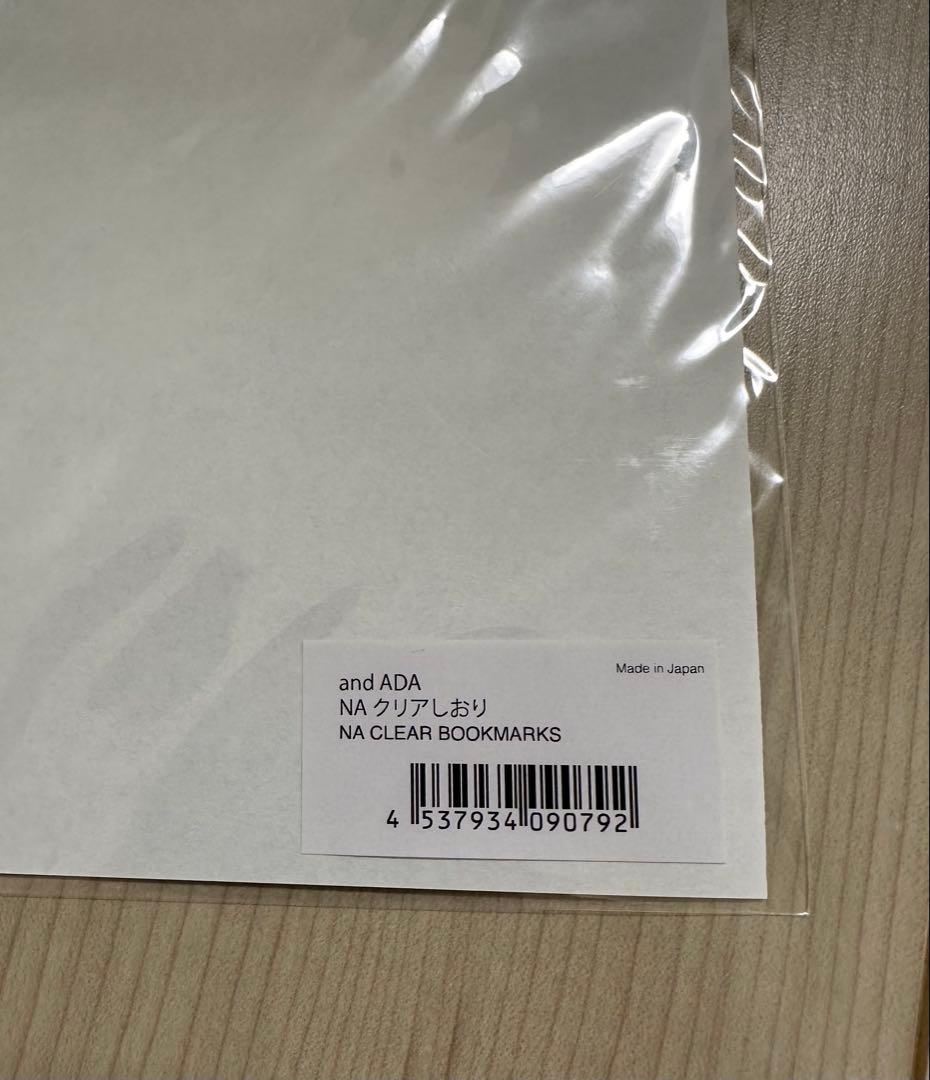 Made in Japan
and ADA
NA クリアしおり
NA CLEAR BOOKMARKS
4 537934 090792